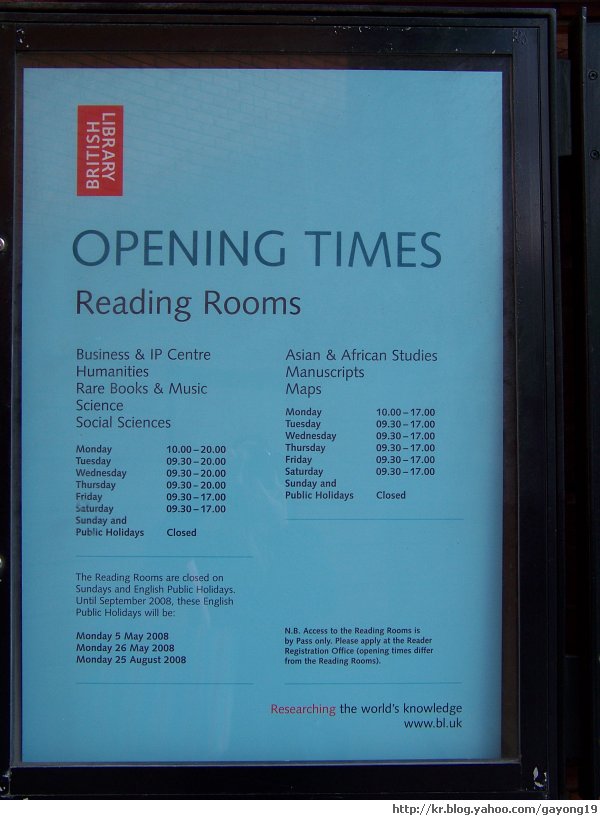 LIBRARY
BRITISH
OPENING TIMES
Reading Rooms
Business & IP Centre
Humanities
Rare Books & Music
Science
Social Sciences
Monday 10.00 – 20.00
Tuesday 09.30 – 20.00
Wednesday 09.30 – 20.00
Thursday 09.30 – 20.00
Friday 09.30 – 17.00
Saturday 09.30 – 17.00
Sunday and
Public Holidays Closed
The Reading Rooms are closed on
Sundays and English Public Holidays.
Until September 2008, these English
Public Holidays will be:
Monday 5 May 2008
Monday 26 May 2008
Monday 25 August 2008
Asian & African Studies
Manuscripts
Maps
Monday 10.00 – 17.00
Tuesday 09.30 – 17.00
Wednesday 09.30 – 17.00
Thursday 09.30 – 17.00
Friday 09.30 – 17.00
Saturday 09.30 – 17.00
Sunday and
Public Holidays Closed
N.B. Access to the Reading Rooms is
by Pass only. Please apply at the Reader
Registration Office (opening times differ
from the Reading Rooms).
Researching the world's knowledge
www.bl.uk
http://kr.blog.yahoo.com/gayong19